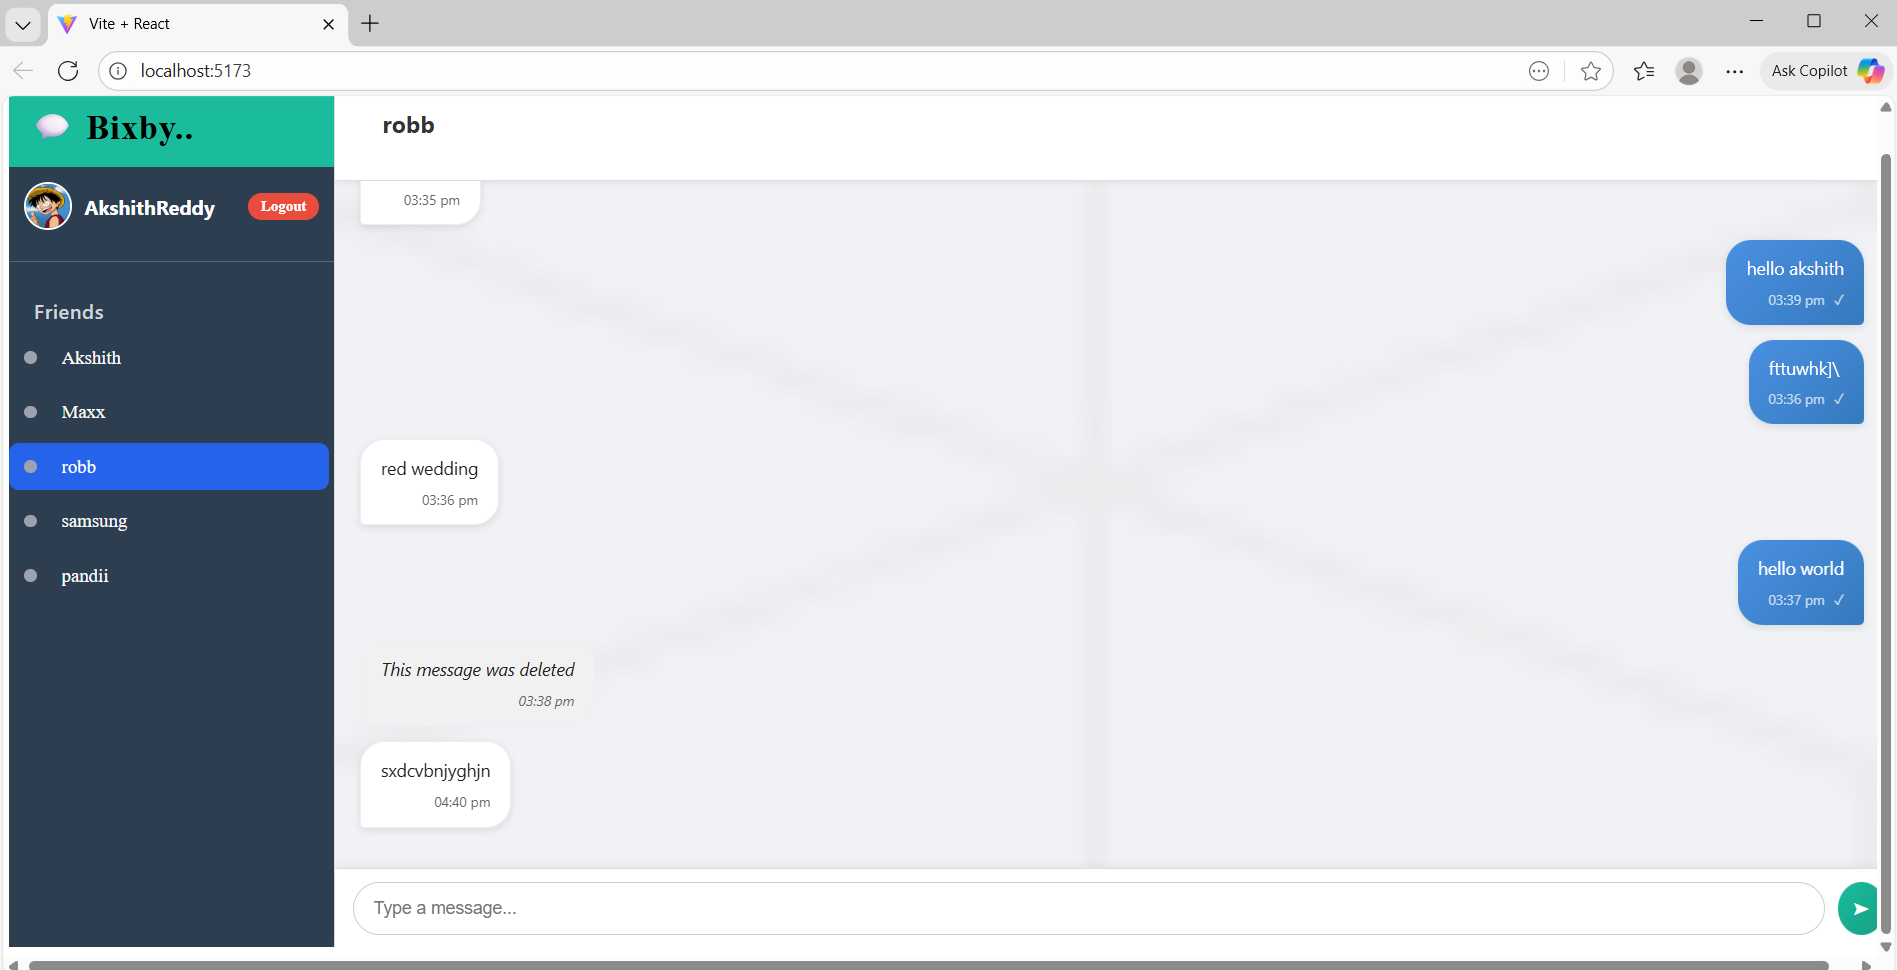 Vite + React
localhost:5173
Ask Copilot
Bixby..
AkshithReddy
Logout
Friends
Akshith
Maxx
robb
samsung
pandii
robb
03:35 pm
hello akshith
03:39 pm ✓
fttuwhk]\
03:36 pm ✓
red wedding
03:36 pm
hello world
03:37 pm ✓
This message was deleted
03:38 pm
sxdcvbnjyghjn
04:40 pm
Type a message...